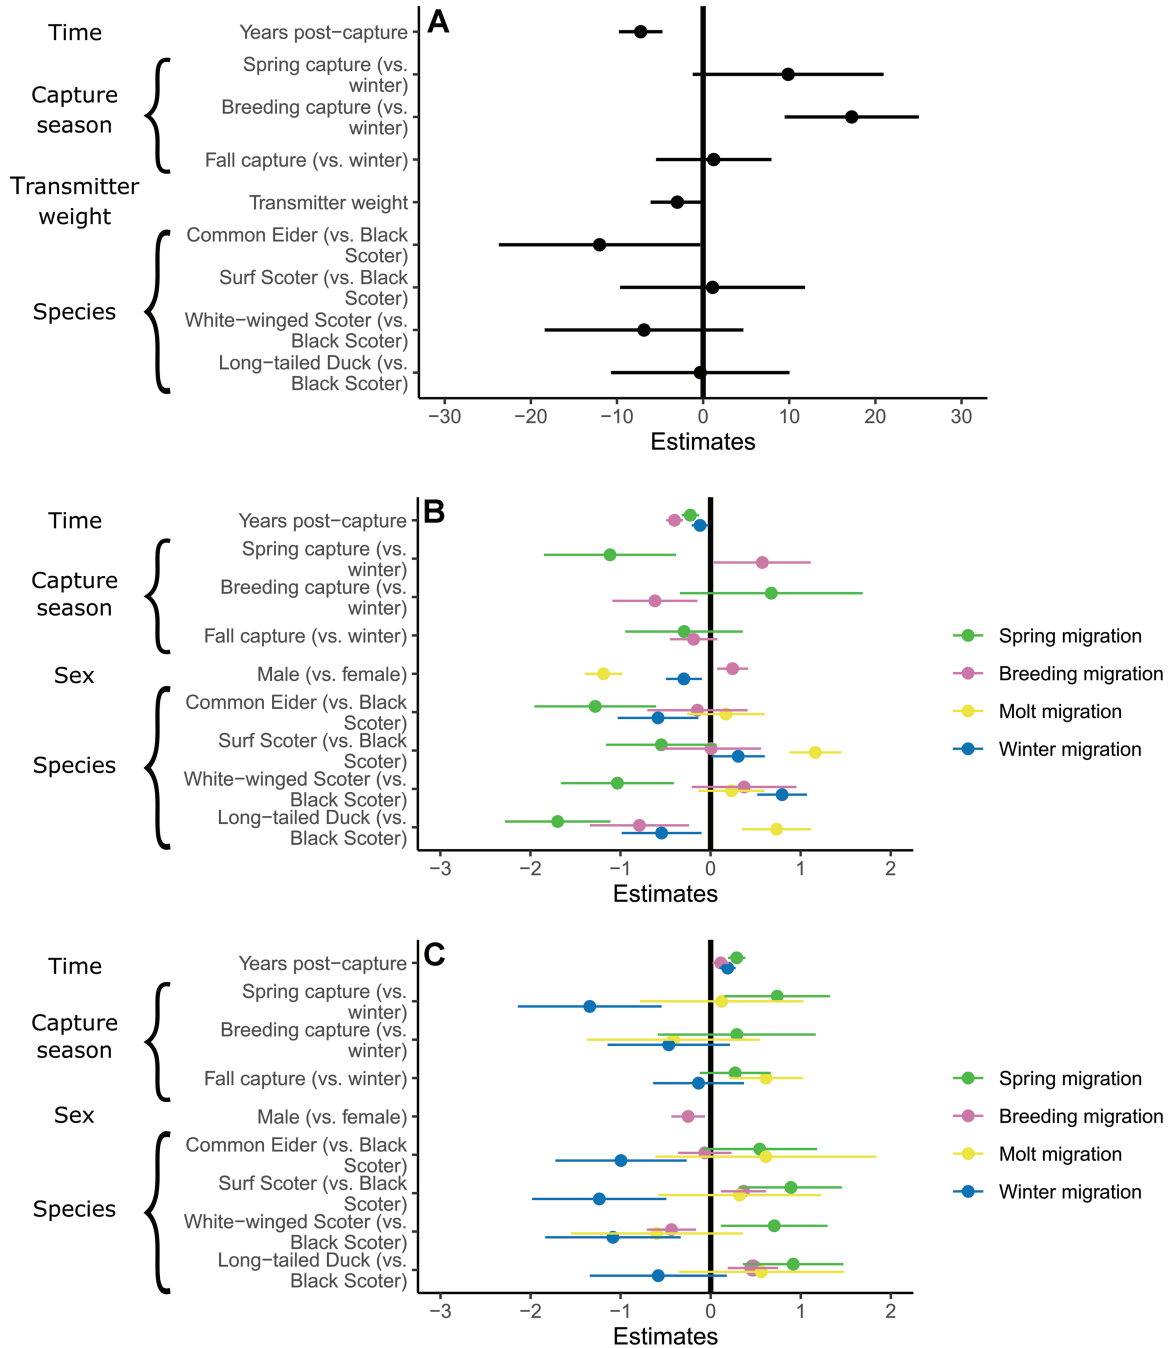 A
Time
Years post−capture
Capture
season
Spring capture (vs.
winter)
Breeding capture (vs.
winter)
Fall capture (vs. winter)
Transmitter
weight
Transmitter weight
Species
Common Eider (vs. Black
Scoter)
Surf Scoter (vs. Black
Scoter)
White−winged Scoter (vs.
Black Scoter)
Long−tailed Duck (vs.
Black Scoter)
−30 −20 −10 0 10 20 30
Estimates
B
Time
Years post−capture
Capture
season
Spring capture (vs.
winter)
Breeding capture (vs.
winter)
Fall capture (vs. winter)
Sex
Male (vs. female)
Species
Common Eider (vs. Black
Scoter)
Surf Scoter (vs. Black
Scoter)
White−winged Scoter (vs.
Black Scoter)
Long−tailed Duck (vs.
Black Scoter)
−3 −2 −1 0 1 2
Estimates
Spring migration
Breeding migration
Molt migration
Winter migration
C
Time
Years post−capture
Capture
season
Spring capture (vs.
winter)
Breeding capture (vs.
winter)
Fall capture (vs. winter)
Sex
Male (vs. female)
Species
Common Eider (vs. Black
Scoter)
Surf Scoter (vs. Black
Scoter)
White−winged Scoter (vs.
Black Scoter)
Long−tailed Duck (vs.
Black Scoter)
−3 −2 −1 0 1 2
Estimates
Spring migration
Breeding migration
Molt migration
Winter migration